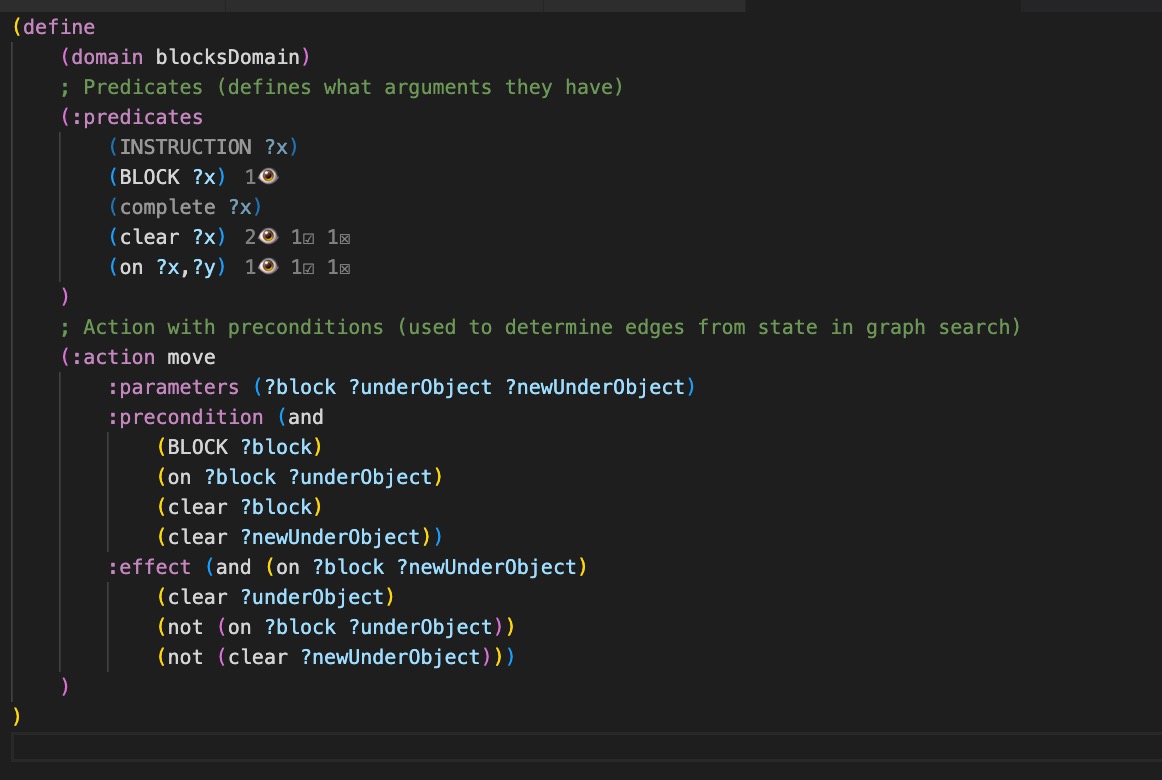 (define
    (domain blocksDomain)
    ; Predicates (defines what arguments they have)
    (:predicates
        (INSTRUCTION ?x)
        (BLOCK ?x) 1👁
        (complete ?x)
        (clear ?x) 2👁 1☑ 1☒
        (on ?x,?y) 1👁 1☑ 1☒
    )
    ; Action with preconditions (used to determine edges from state in graph search)
    (:action move
        :parameters (?block ?underObject ?newUnderObject)
        :precondition (and
            (BLOCK ?block)
            (on ?block ?underObject)
            (clear ?block)
            (clear ?newUnderObject))
        :effect (and (on ?block ?newUnderObject)
            (clear ?underObject)
            (not (on ?block ?underObject))
            (not (clear ?newUnderObject)))
    )
)